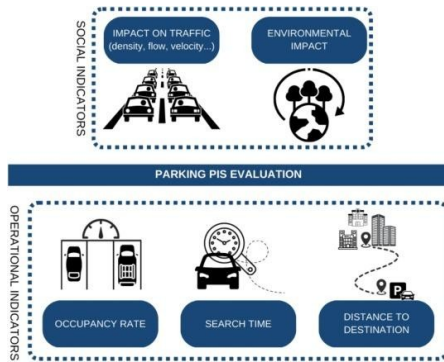 SOCIAL INDICATORS
IMPACT ON TRAFFIC
(density, flow, velocity...)
ENVIRONMENTAL
IMPACT
PARKING PIS EVALUATION
OPERATIONAL INDICATORS
P
OCCUPANCY RATE
SEARCH TIME
DISTANCE TO
DESTINATION